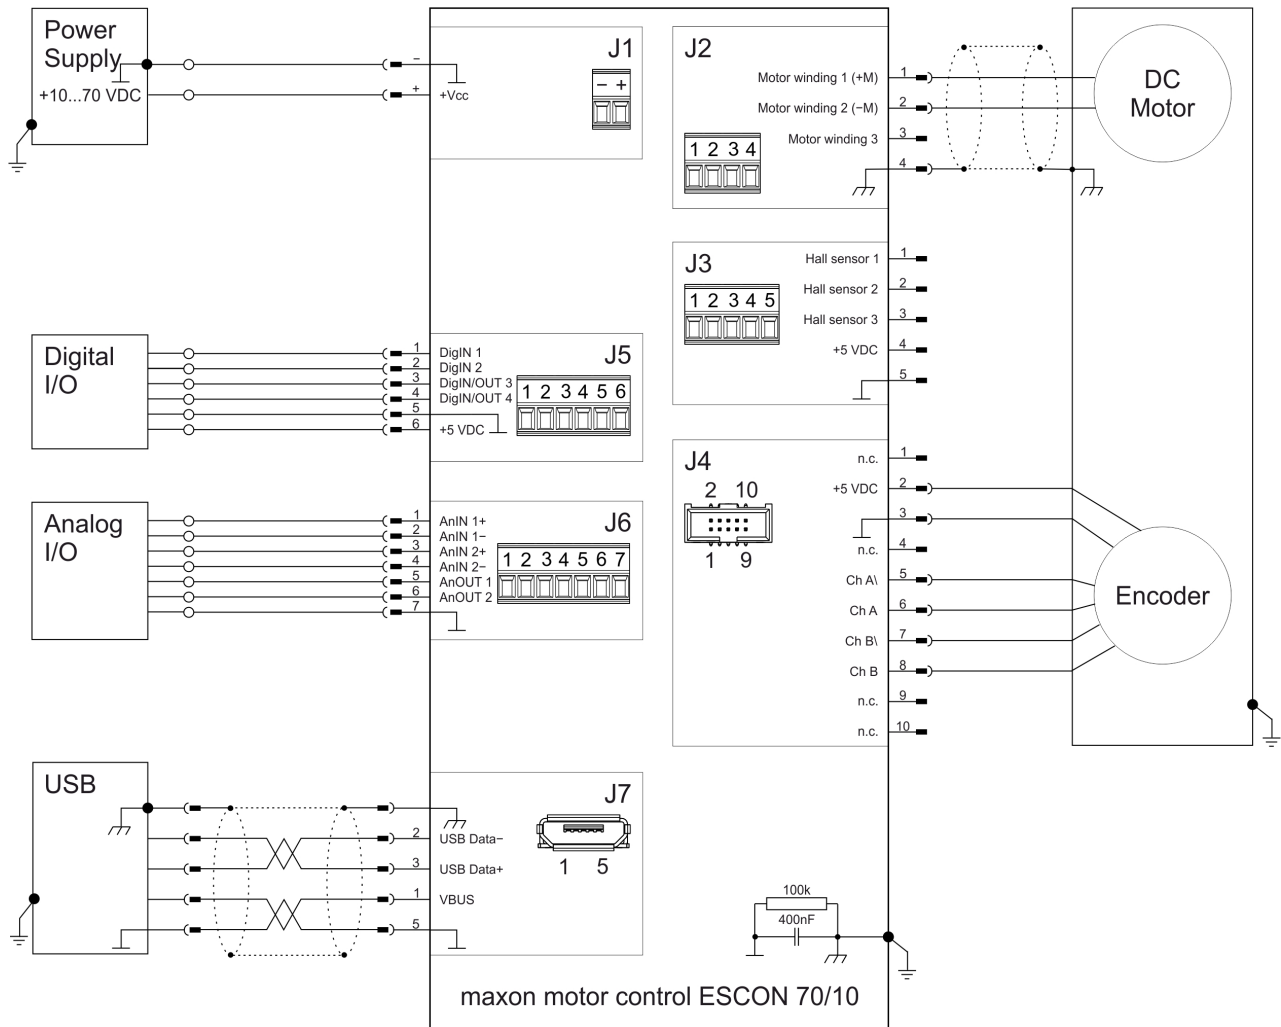 Power
Supply
+10...70 VDC
−
+
+Vcc
J1
− +
J2
Motor winding 1 (+M)
1
Motor winding 2 (−M)
2
Motor winding 3
3
4
1 2 3 4
DC
Motor
J3
Hall sensor 1
1
Hall sensor 2
2
Hall sensor 3
3
+5 VDC
4
5
1 2 3 4 5
Digital
I/O
1
DigIN 1
2
DigIN 2
3
DigIN/OUT 3
4
DigIN/OUT 4
5
6
+5 VDC
J5
1 2 3 4 5 6
J4
2 10
1 9
n.c.
1
+5 VDC
2
3
n.c.
4
Ch A\
5
Ch A
6
Ch B\
7
Ch B
8
n.c.
9
n.c.
10
Encoder
Analog
I/O
1
AnIN 1+
2
AnIN 1−
3
AnIN 2+
4
AnIN 2−
5
AnOUT 1
6
AnOUT 2
7
J6
1 2 3 4 5 6 7
USB
2
USB Data−
3
USB Data+
1
VBUS
5
J7
1 5
100k
400nF
maxon motor control ESCON 70/10